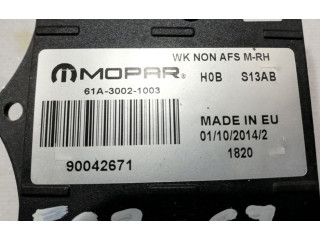 WK NON AFS M-RH
MOPAR® H0B S13AB
61A-3002-1003
MADE IN EU
01/10/2014/2
90042671 1820